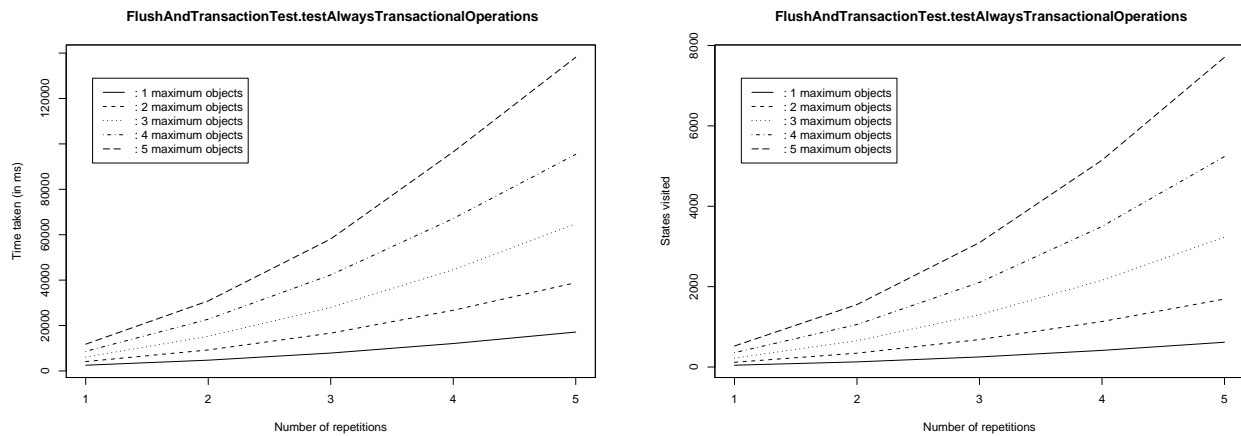 FlushAndTransactionTest.testAlwaysTransactionalOperations
Time taken (in ms)
120000
80000
60000
40000
20000
0
: 1 maximum objects
: 2 maximum objects
: 3 maximum objects
: 4 maximum objects
: 5 maximum objects
1 2 3 4 5
Number of repetitions
FlushAndTransactionTest.testAlwaysTransactionalOperations
States visited
8000
6000
4000
2000
0
: 1 maximum objects
: 2 maximum objects
: 3 maximum objects
: 4 maximum objects
: 5 maximum objects
1 2 3 4 5
Number of repetitions